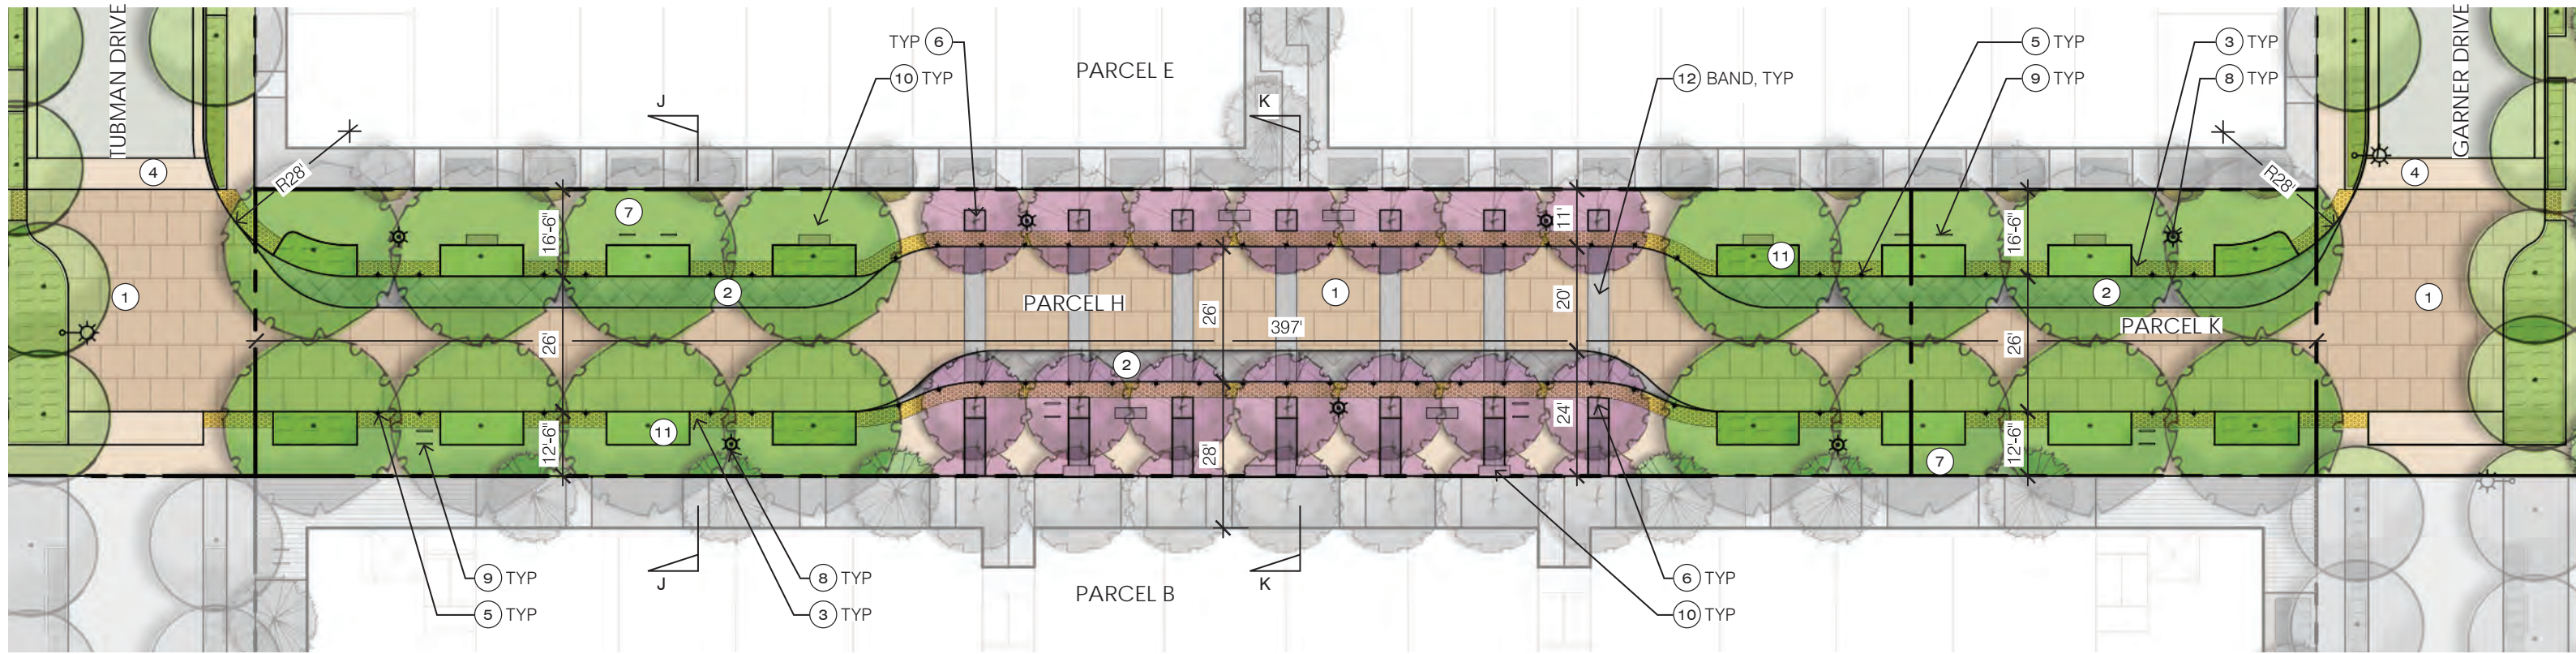 TUBMAN DRIVE
GARNER DRIVE
TYP 6
10 TYP
PARCEL E
5 TYP
3 TYP
12 BAND, TYP
9 TYP
8 TYP
J
K
4
R28'
4
R28'
7
16'-6"
11'
16'-6"
11
1
2
PARCEL H
1
2
1
26'
20'
397'
PARCEL K
26'
26'
2
11
12'-6"
24'
28'
7
12'-6"
9 TYP
8 TYP
6 TYP
J
K
PARCEL B
5 TYP
3 TYP
10 TYP